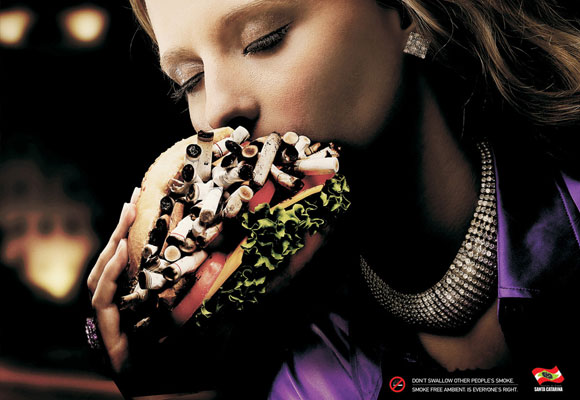 DON'T SWALLOW OTHER PEOPLE'S SMOKE.
SMOKE FREE AMBIENT. IS EVERYONE'S RIGHT.
SANTA CATARINA